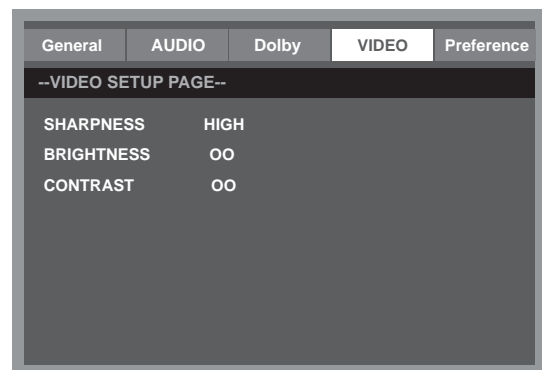 General AUDIO Dolby VIDEO Preference
--VIDEO SETUP PAGE--
SHARPNESS HIGH
BRIGHTNESS OO
CONTRAST OO